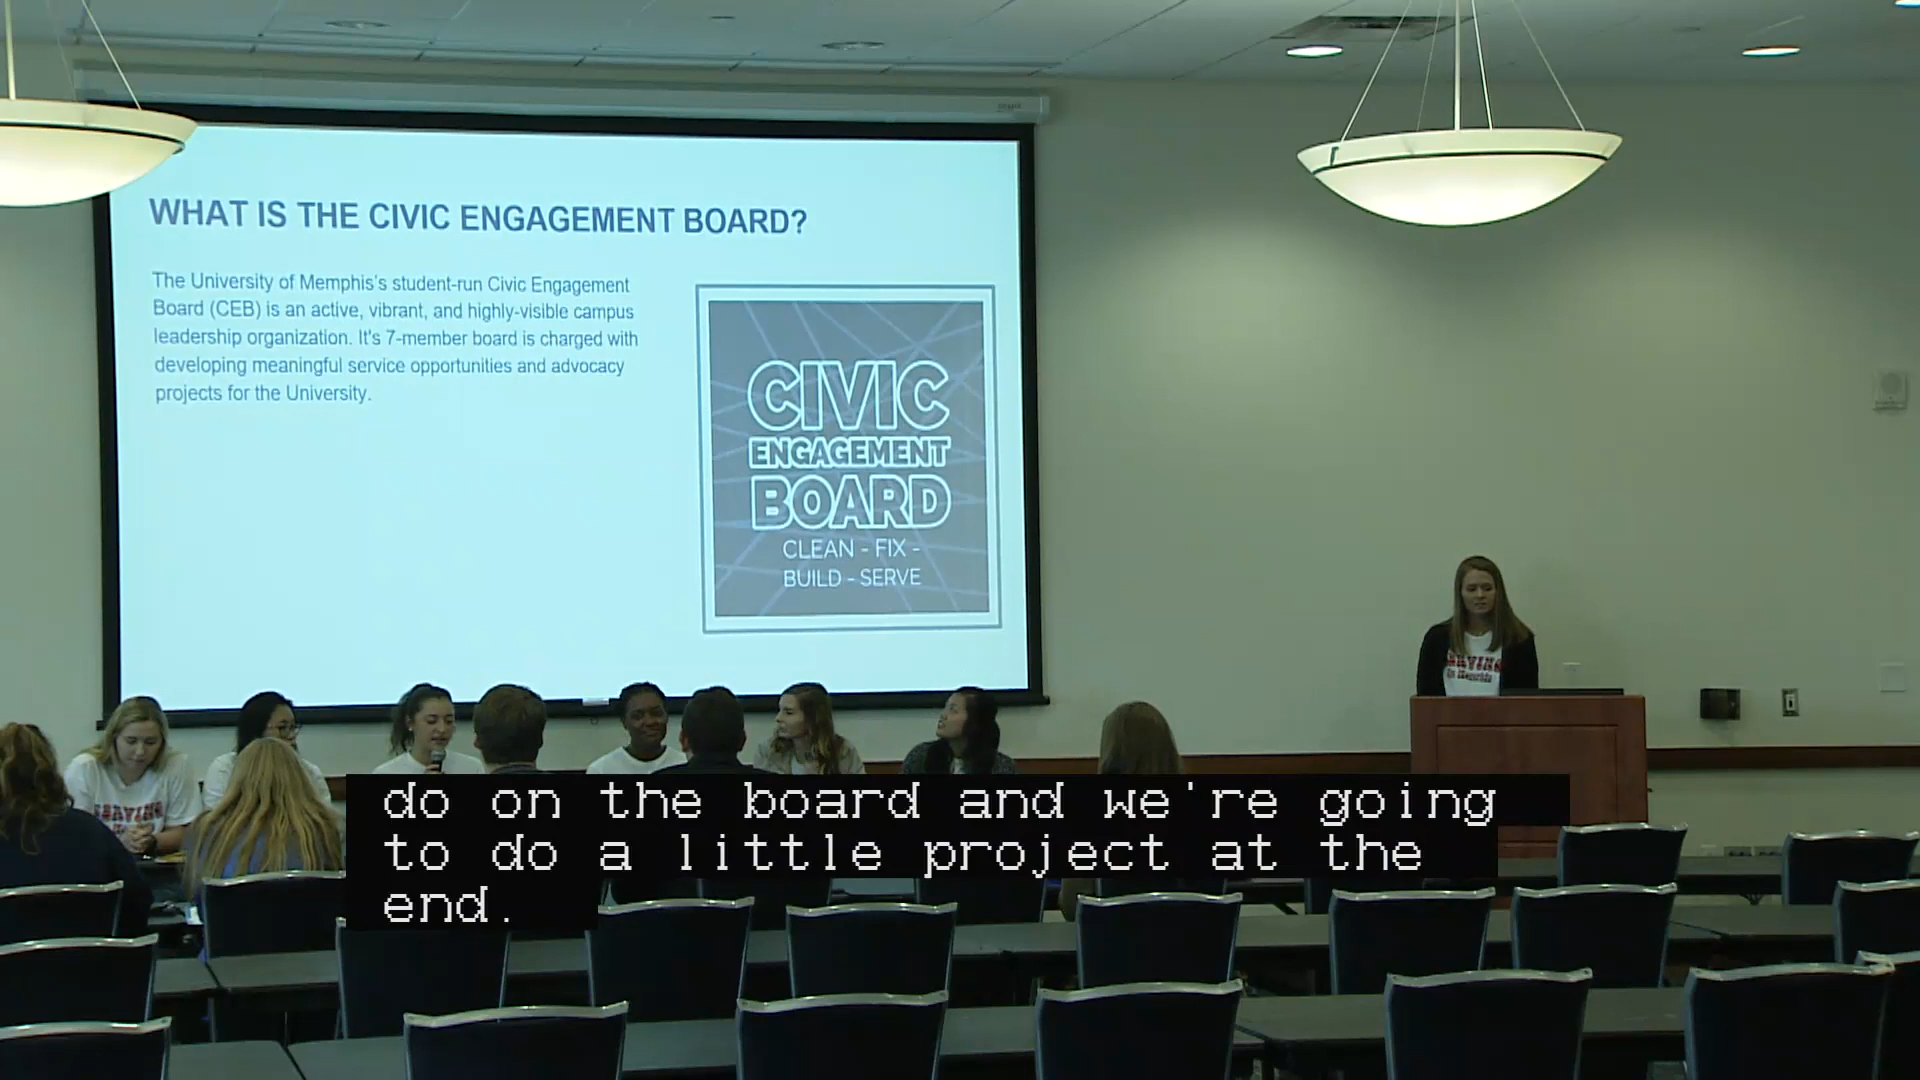 WHAT IS THE CIVIC ENGAGEMENT BOARD?
The University of Memphis's student-run Civic Engagement
Board (CEB) is an active, vibrant, and highly-visible campus
leadership organization. It's 7-member board is charged with
developing meaningful service opportunities and advocacy
projects for the University.
CIVIC
ENGAGEMENT
BOARD
CLEAN - FIX -
BUILD - SERVE
do on the board and we're going
to do a little project at the
end.